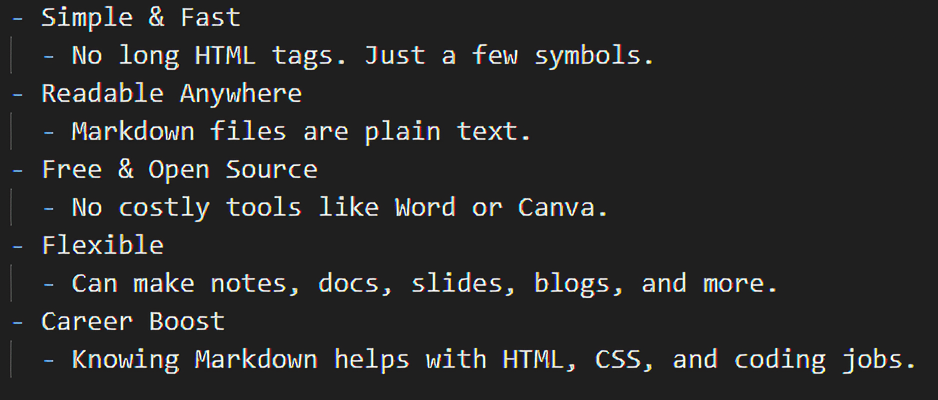 - Simple & Fast
  - No long HTML tags. Just a few symbols.
- Readable Anywhere
  - Markdown files are plain text.
- Free & Open Source
  - No costly tools like Word or Canva.
- Flexible
  - Can make notes, docs, slides, blogs, and more.
- Career Boost
  - Knowing Markdown helps with HTML, CSS, and coding jobs.